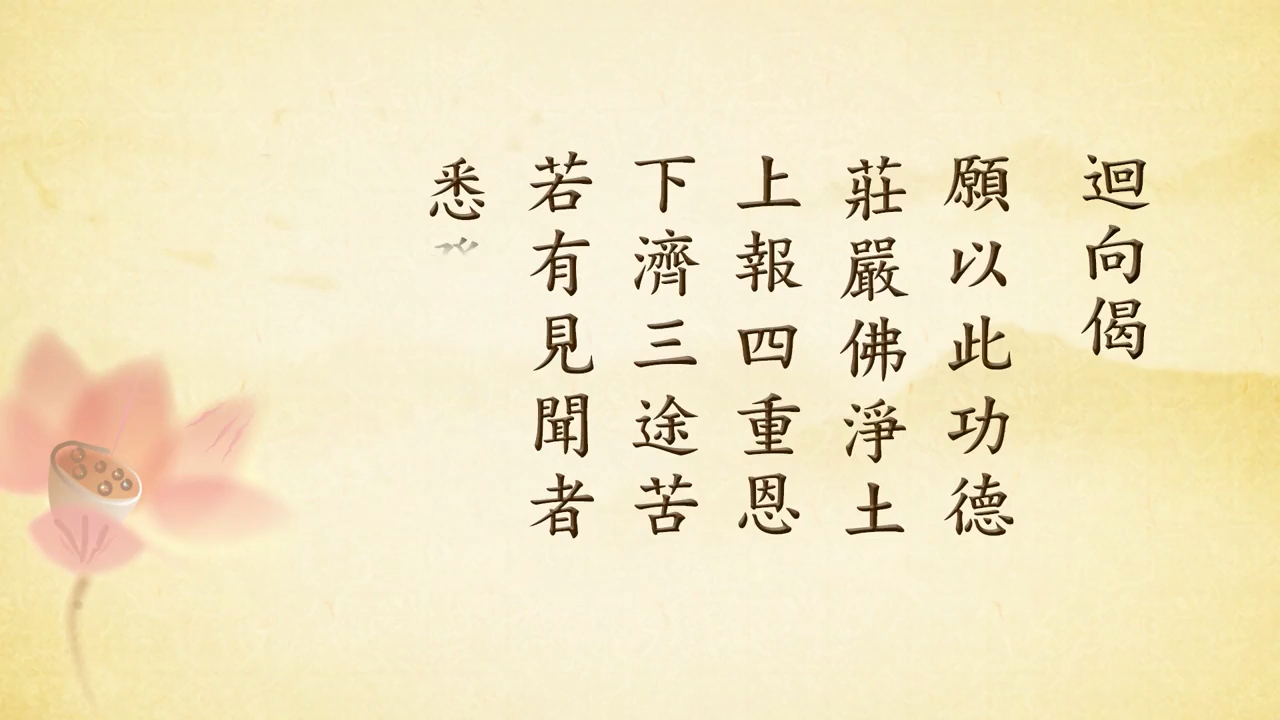 迴向偈
願以此功德
莊嚴佛淨土
上報四重恩
下濟三途苦
若有見聞者
悉